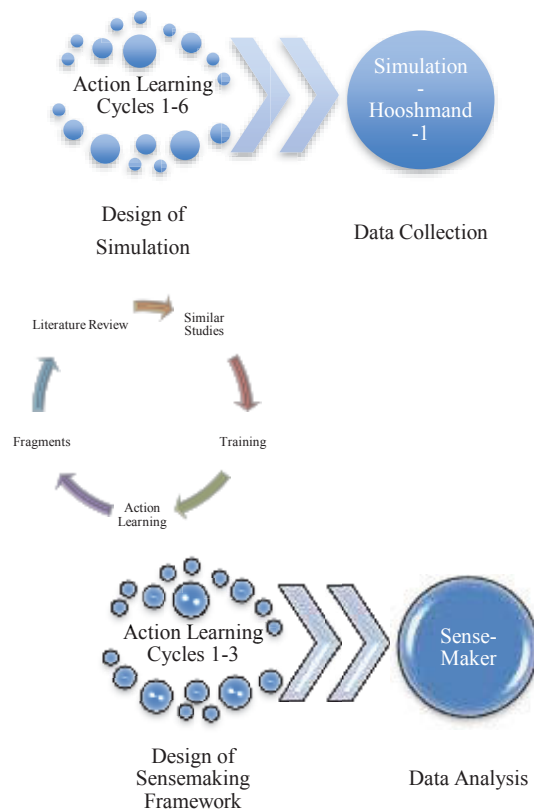 Action Learning
Cycles 1-6
Simulation
-
Hooshmand
-1
Design of
Simulation
Data Collection
Literature Review
Similar
Studies
Fragments
Training
Action
Learning
Action Learning
Cycles 1-3
Sense-
Maker
Design of
Sensemaking
Framework
Data Analysis